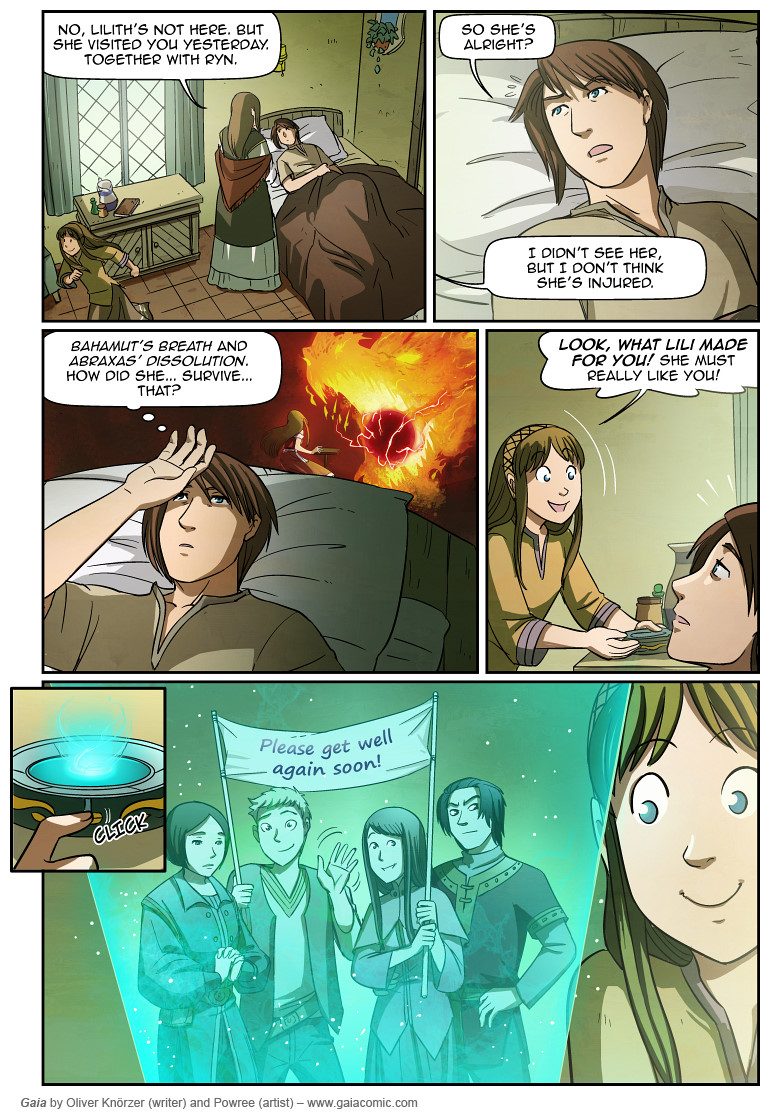 NO, LILITH'S NOT HERE. BUT
SHE VISITED YOU YESTERDAY.
TOGETHER WITH RYN.
SO SHE'S
ALRIGHT?
I DIDN'T SEE HER,
BUT I DON'T THINK
SHE'S INJURED.
BAHAMUT'S BREATH AND
ABRAXAS' DISSOLUTION.
HOW DID SHE... SURVIVE...
THAT?
LOOK, WHAT LILI MADE
FOR YOU! SHE MUST
REALLY LIKE YOU!
CLICK
Please get well
again soon!
Gaia by Oliver Knörzer (writer) and Powree (artist) – www.gaiacomic.com